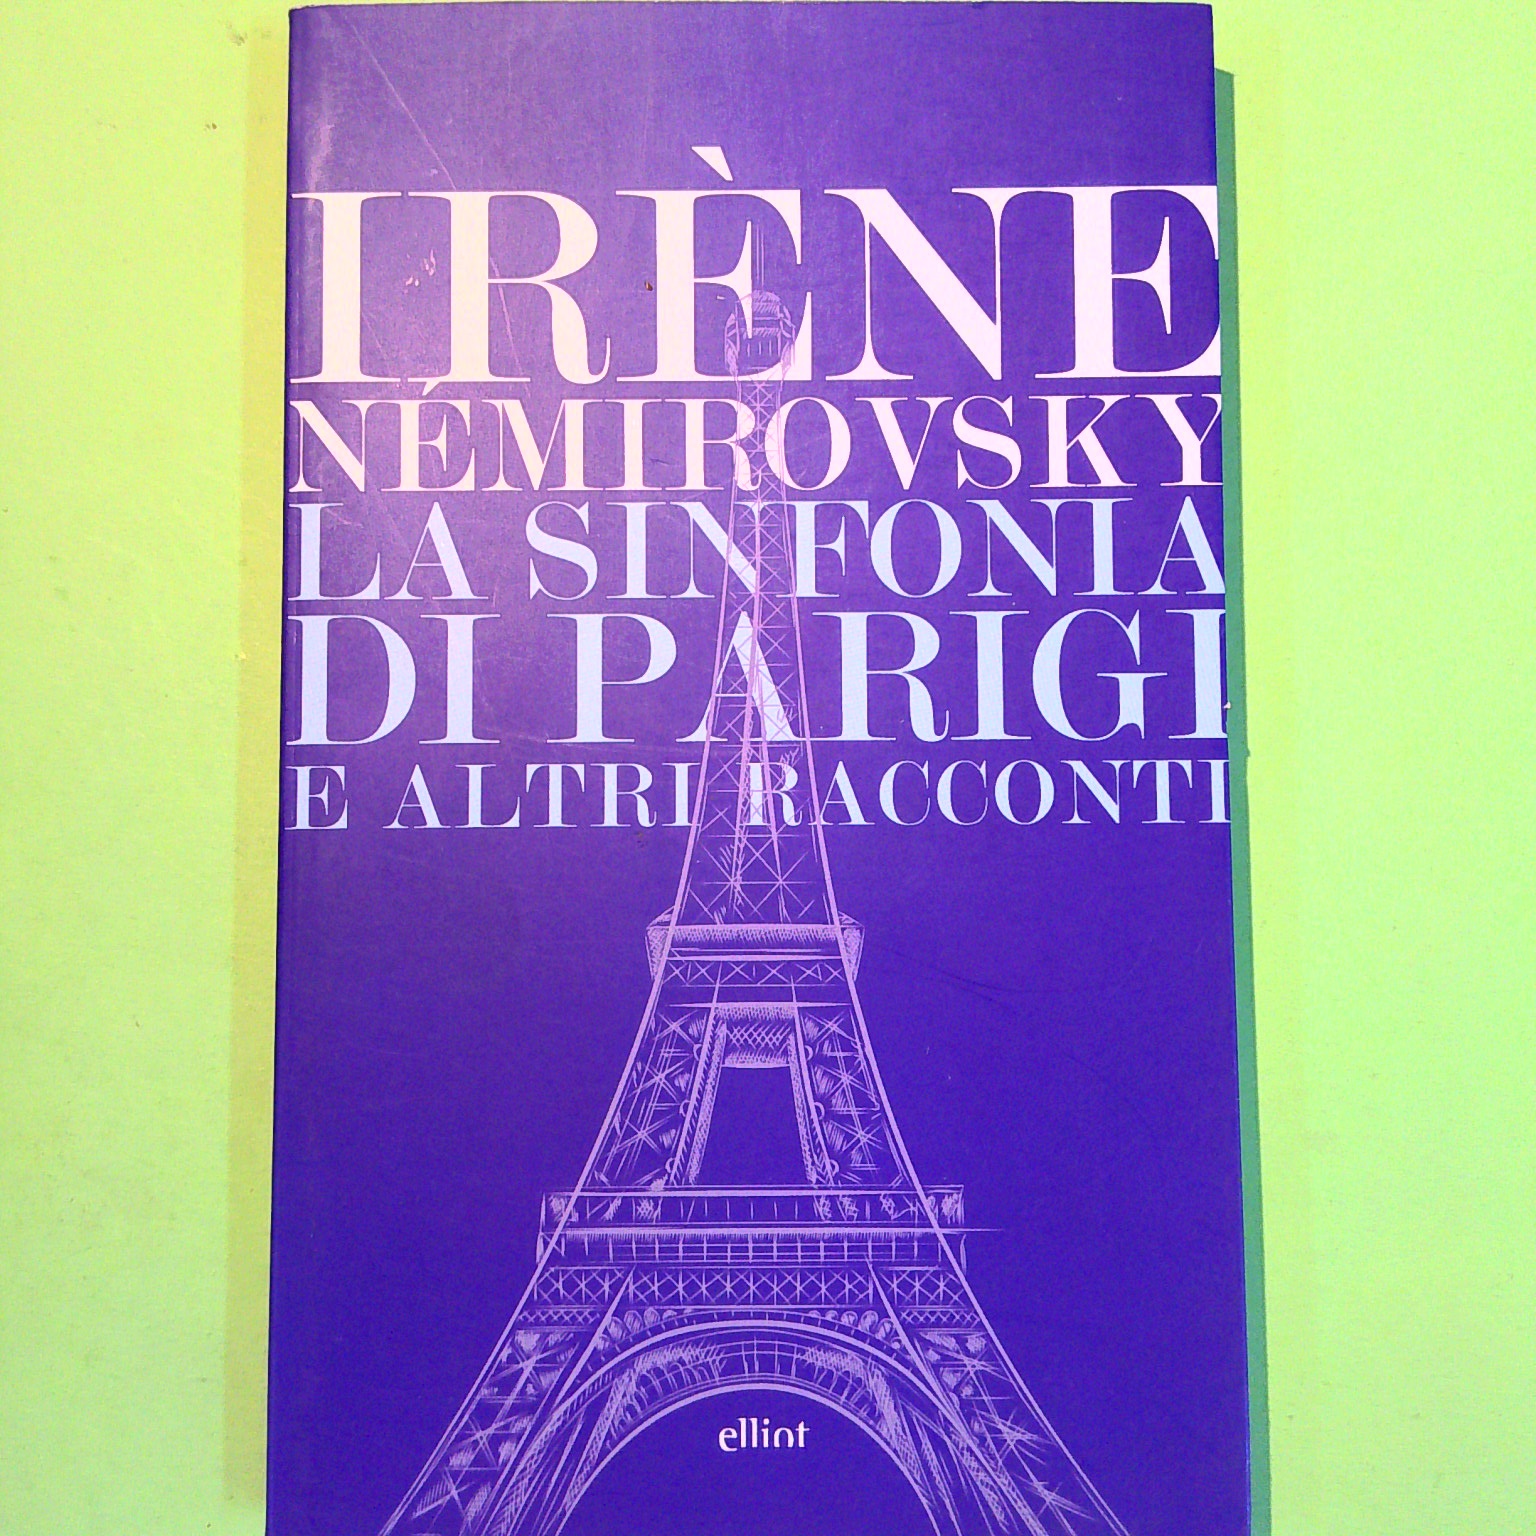 IRÈNE
NÉMIROVSKY
LA SINFONIA
DI PARIGI
E ALTRI RACCONTI
elliot